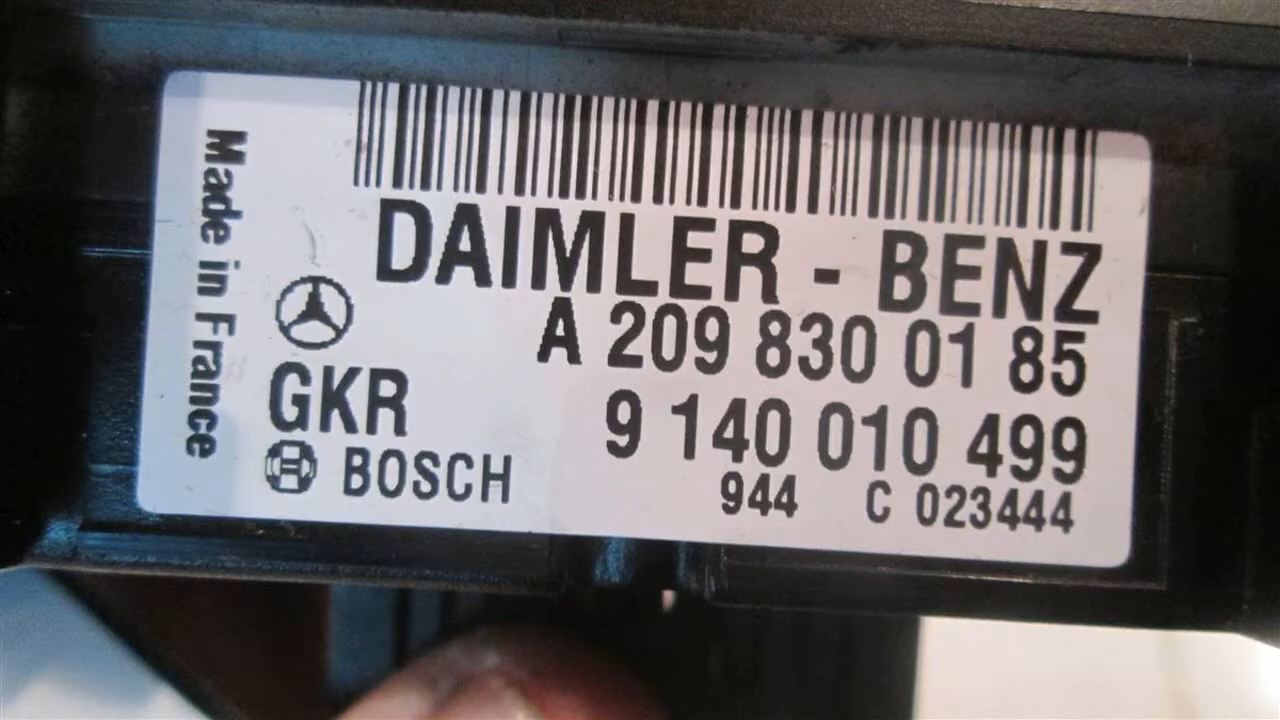 Made in France
DAIMLER - BENZ
A 209 830 01 85
GKR
9 140 010 499
BOSCH
944 C 023444